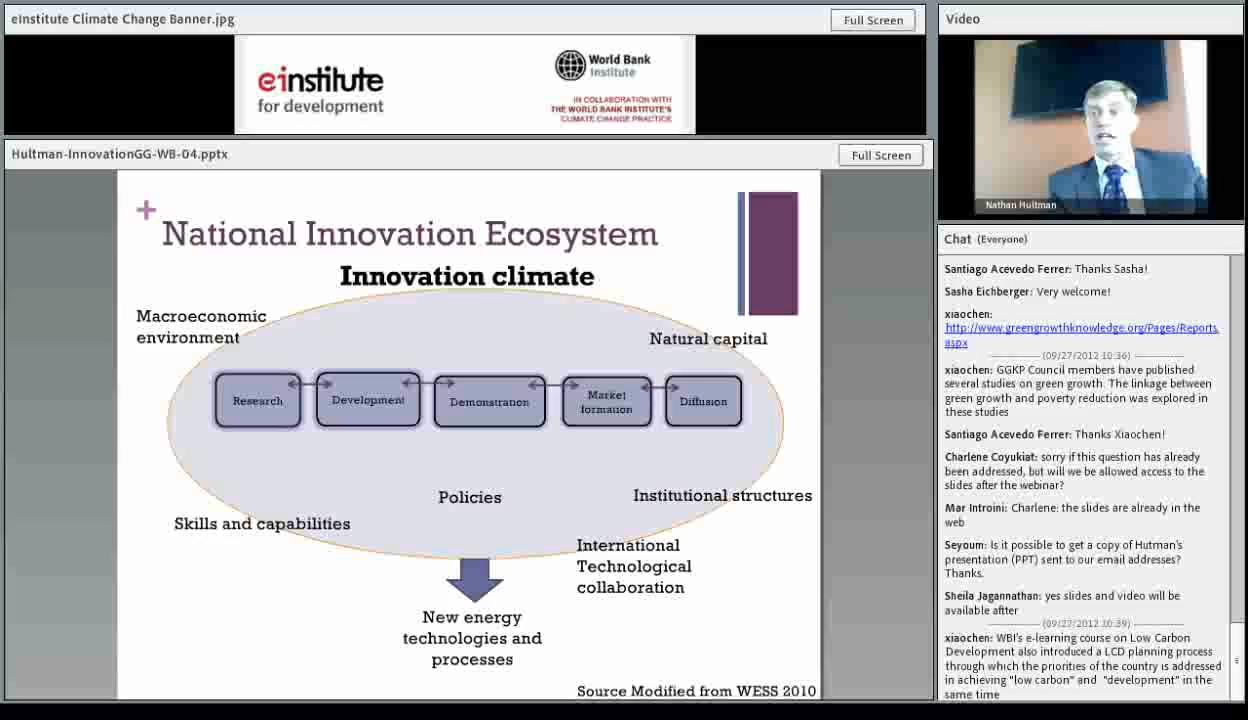 eInstitute Climate Change Banner.jpg
Full Screen
einstitute
for development
World Bank
Institute
IN COLLABORATION WITH
THE WORLD BANK INSTITUTE'S
CLIMATE CHANGE PRACTICE
Hultman-InnovationGG-WB-04.pptx
Full Screen
+
National Innovation Ecosystem
Innovation climate
Macroeconomic
environment
Natural capital
Research
Development
Demonstration
Market
formation
Diffusion
Policies
Institutional structures
Skills and capabilities
International
Technological
collaboration
New energy
technologies and
processes
Source Modified from WESS 2010
Video
Nathan Hultman
Chat (Everyone)
Santiago Acevedo Ferrer: Thanks Sasha!
Sasha Eichberger: Very welcome!
xiaochen:
http://www.greengrowthknowledge.org/Pages/Reports.
aspx
(09/27/2012 10:36)
xiaochen: GGKP Council members have published
several studies on green growth. The linkage between
green growth and poverty reduction was explored in
these studies
Santiago Acevedo Ferrer: Thanks Xiaochen!
Charlene Coyukiat: sorry if this question has already
been addressed, but will we be allowed access to the
slides after the webinar?
Mar Introini: Charlene: the slides are already in the
web
Seyoum: Is it possible to get a copy of Hutman's
presentation (PPT) sent to our email addresses?
Thanks.
Sheila Jagannathan: yes slides and video will be
available after
(09/27/2012 10:39)
xiaochen: WBI's e-learning course on Low Carbon
Development also introduced a LCD planning process
through which the priorities of the country is addressed
in achieving "low carbon" and "development" in the
same time